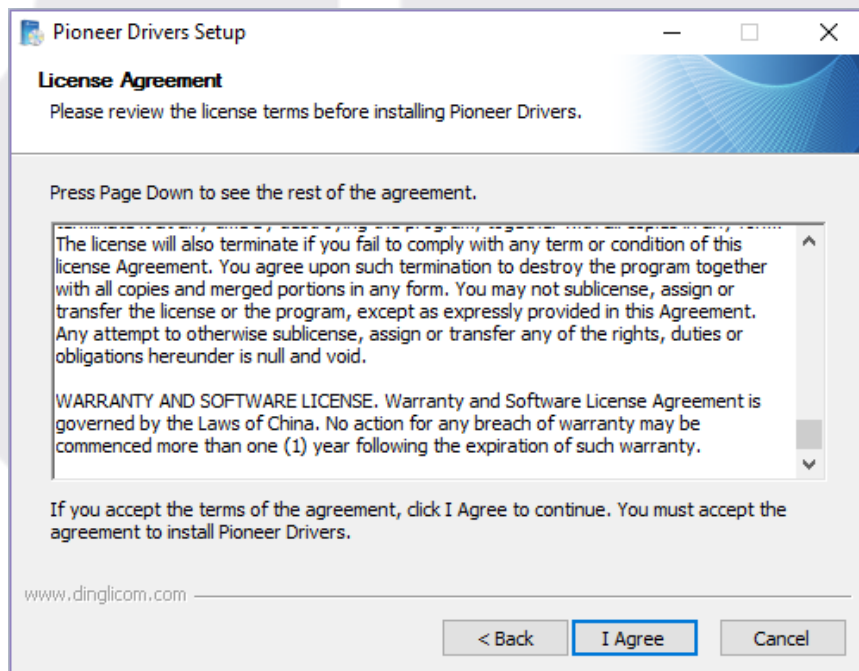 Pioneer Drivers Setup
License Agreement
Please review the license terms before installing Pioneer Drivers.
Press Page Down to see the rest of the agreement.
The license will also terminate if you fail to comply with any term or condition of this
license Agreement. You agree upon such termination to destroy the program together
with all copies and merged portions in any form. You may not sublicense, assign or
transfer the license or the program, except as expressly provided in this Agreement.
Any attempt to otherwise sublicense, assign or transfer any of the rights, duties or
obligations hereunder is null and void.
WARRANTY AND SOFTWARE LICENSE. Warranty and Software License Agreement is
governed by the Laws of China. No action for any breach of warranty may be
commenced more than one (1) year following the expiration of such warranty.
If you accept the terms of the agreement, click I Agree to continue. You must accept the
agreement to install Pioneer Drivers.
www.dinglicom.com
< Back I Agree Cancel